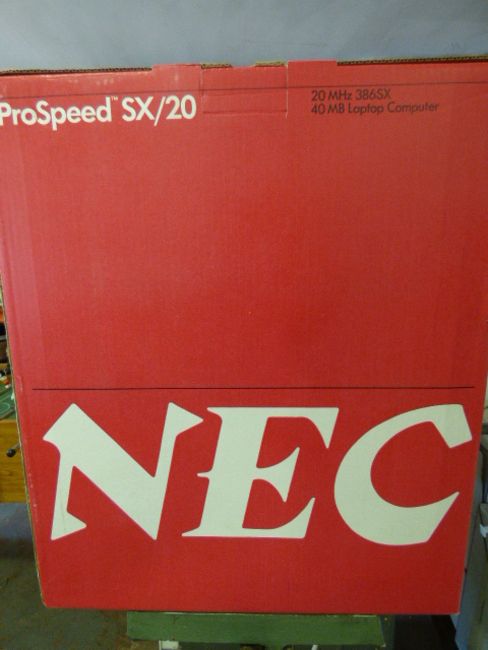 ProSpeed™ SX/20
20 MHz 386SX
40 MB Laptop Computer
NEC